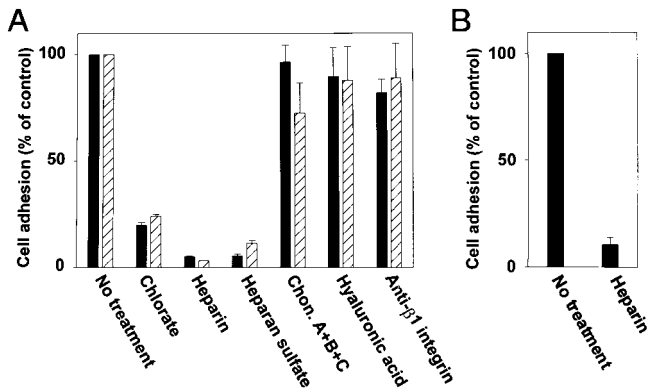 A
Cell adhesion (% of control)
100
50
0
No treatment
Chlorate
Heparin
Heparan sulfate
Chon. A+B+C
Hyaluronic acid
Anti-β1 integrin
B
Cell adhesion (% of control)
100
50
0
No treatment
Heparin